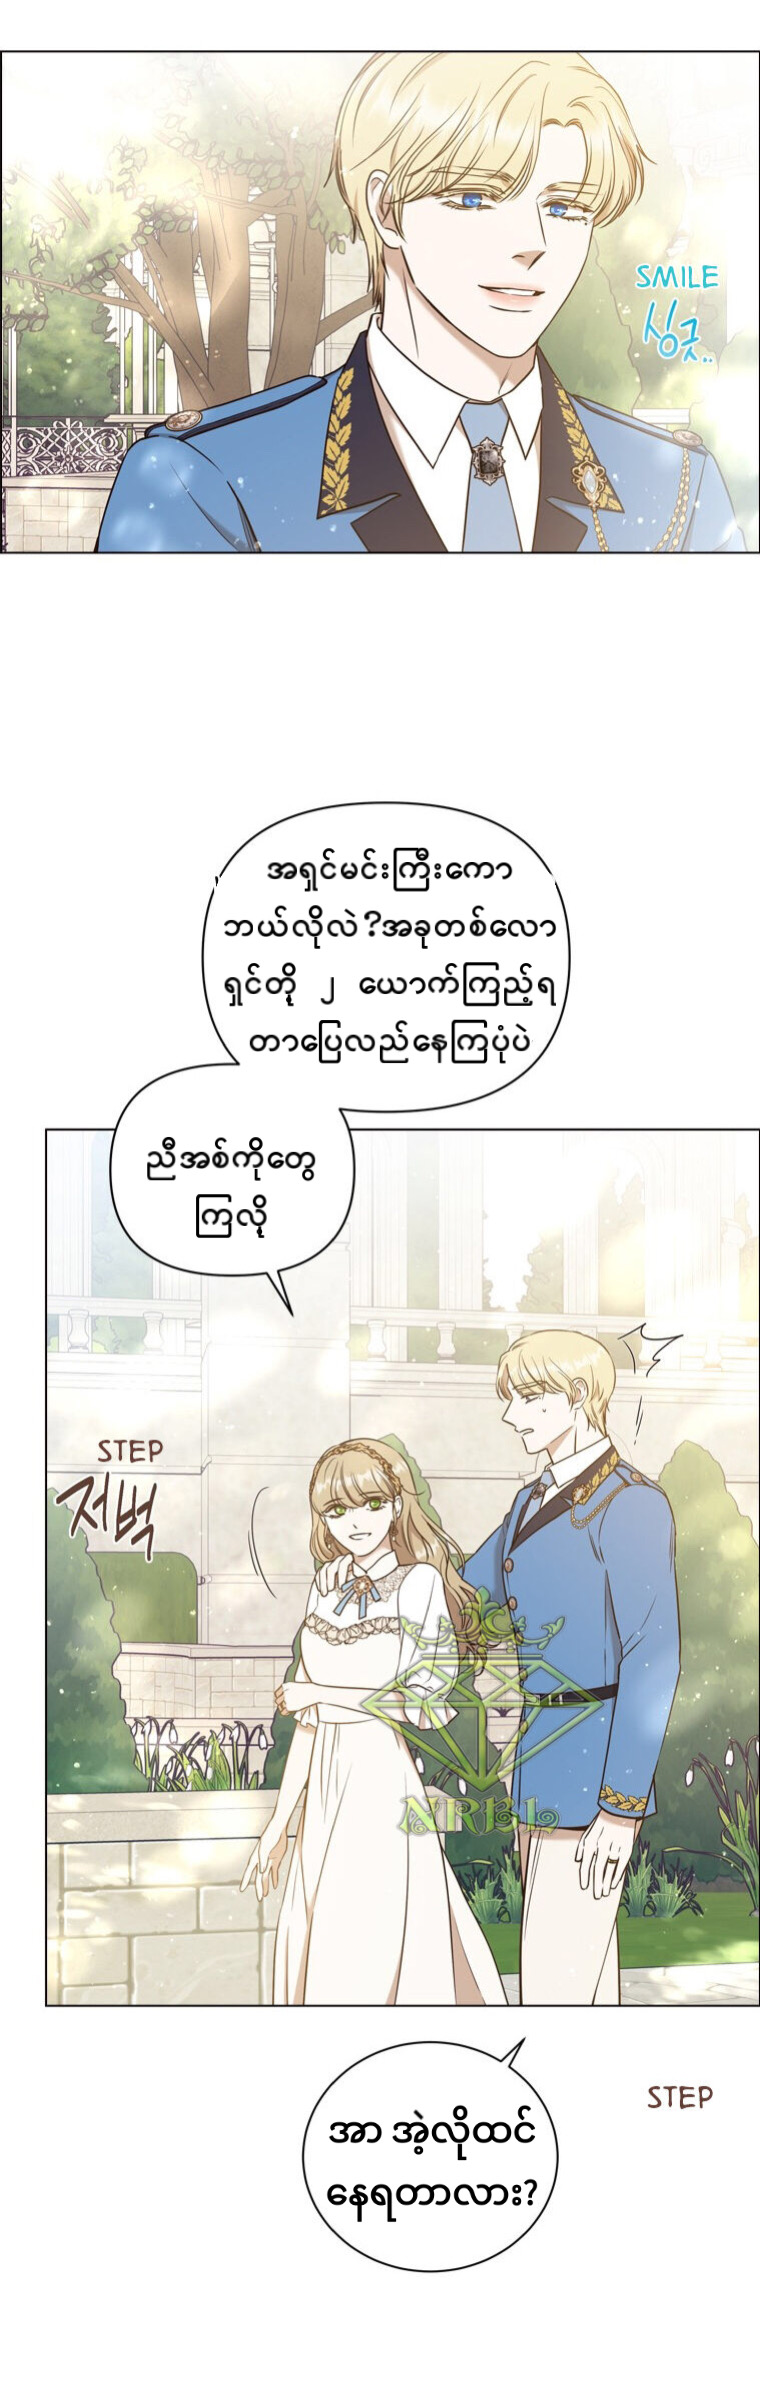 SMILE
싱긋..
အရှင်မင်းကြီးကော
ဘယ်လိုလဲ?အခုတစ်လော
ရှင်တို့ ၂ ယောက်ကြည့်ရ
တာပြေလည်နေကြပုံပဲ
ညီအစ်ကိုတွေ
ကြလို့
STEP
저벅
NRBL
STEP
အာ အဲ့လိုထင်
နေရတာလား?